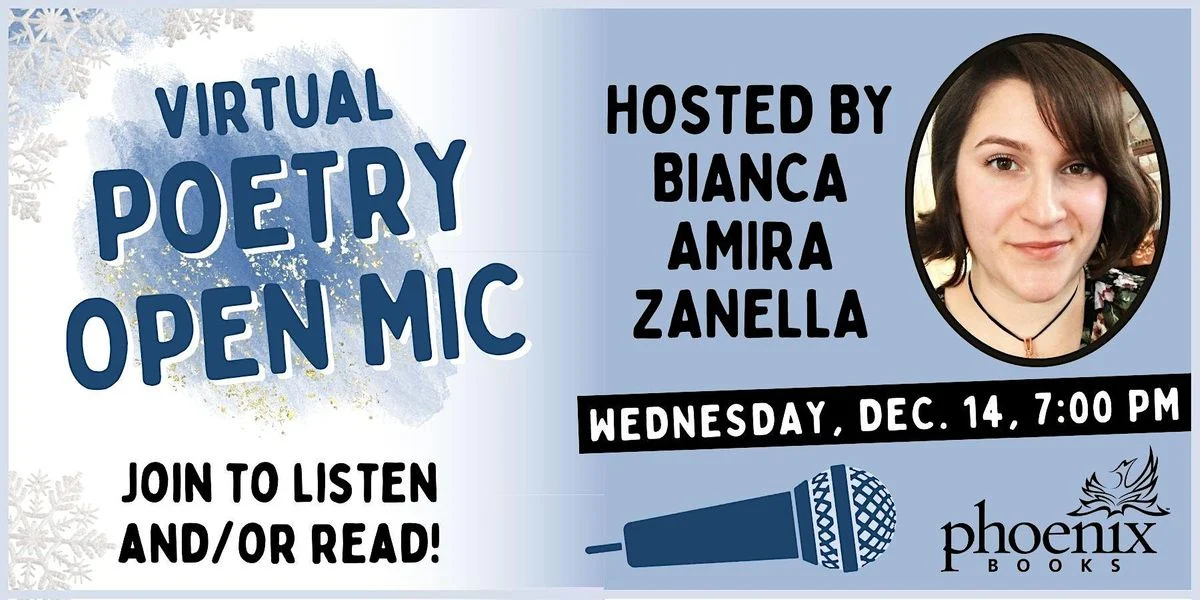 VIRTUAL
POETRY
OPEN MIC
JOIN TO LISTEN
AND/OR READ!
HOSTED BY
BIANCA
AMIRA
ZANELLA
WEDNESDAY, DEC. 14, 7:00 PM
phoenix
BOOKS